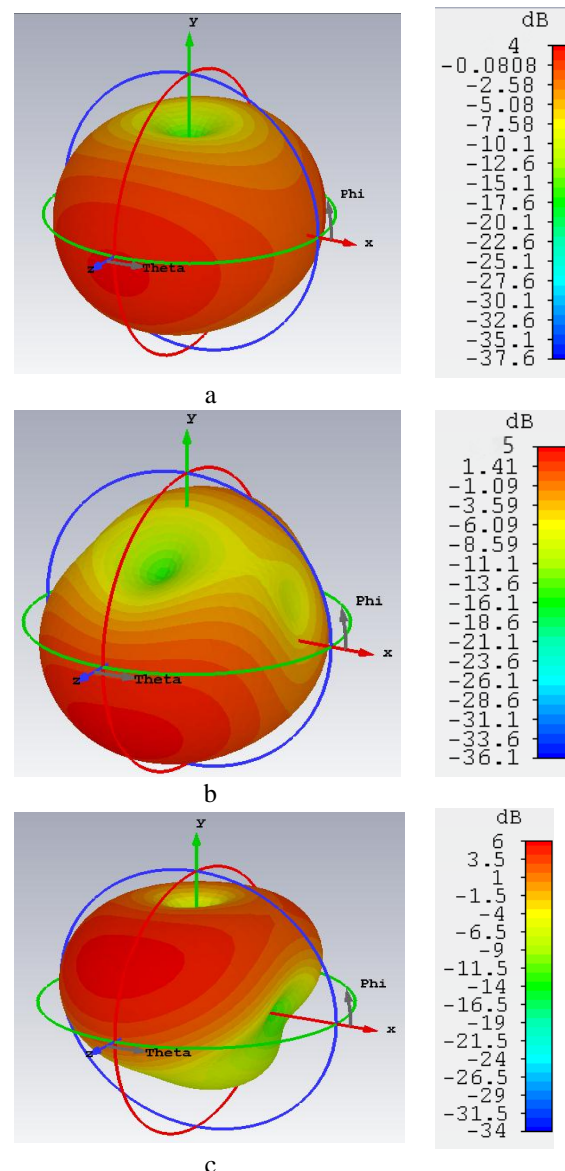 y
Phi
x
z
Theta
dB
4
-0.0808
-2.58
-5.08
-7.58
-10.1
-12.6
-15.1
-17.6
-20.1
-22.6
-25.1
-27.6
-30.1
-32.6
-35.1
-37.6
a
y
Phi
x
z
Theta
dB
5
1.41
-1.09
-3.59
-6.09
-8.59
-11.1
-13.6
-16.1
-18.6
-21.1
-23.6
-26.1
-28.6
-31.1
-33.6
-36.1
b
y
Phi
x
z
Theta
dB
6
3.5
1
-1.5
-4
-6.5
-9
-11.5
-14
-16.5
-19
-21.5
-24
-26.5
-29
-31.5
-34
c